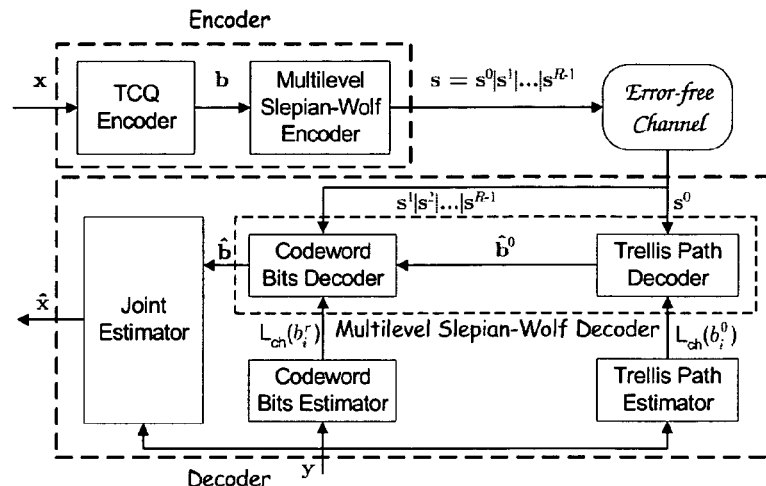 Encoder
x
TCQ
Encoder
b
Multilevel
Slepian-Wolf
Encoder
s = s⁰|s¹|...|sᴿ⁻¹
Error-free
Channel
s¹|s²|...|sᴿ⁻¹
s⁰
b̂
Codeword
Bits Decoder
b̂⁰
Trellis Path
Decoder
x̂
Joint
Estimator
L_ch(b_i^r)
Multilevel Slepian-Wolf Decoder
L_ch(b_i^0)
Codeword
Bits Estimator
Trellis Path
Estimator
y
Decoder